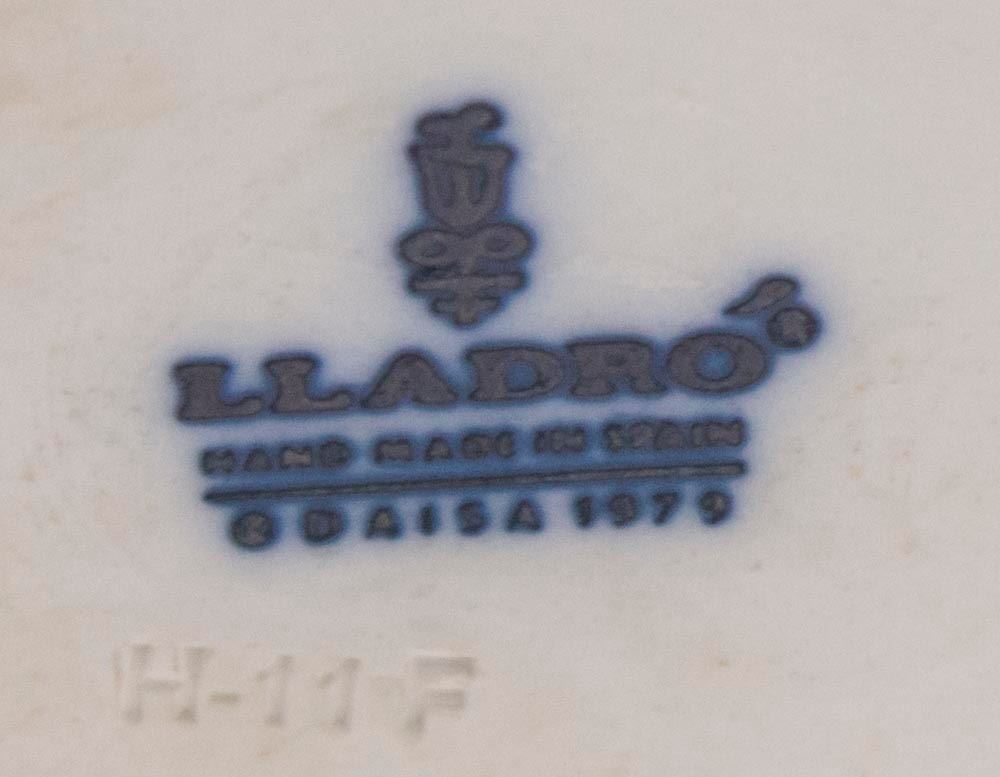 LLADRÓ®
HAND MADE IN SPAIN
© DAISA 1979
H-11 F